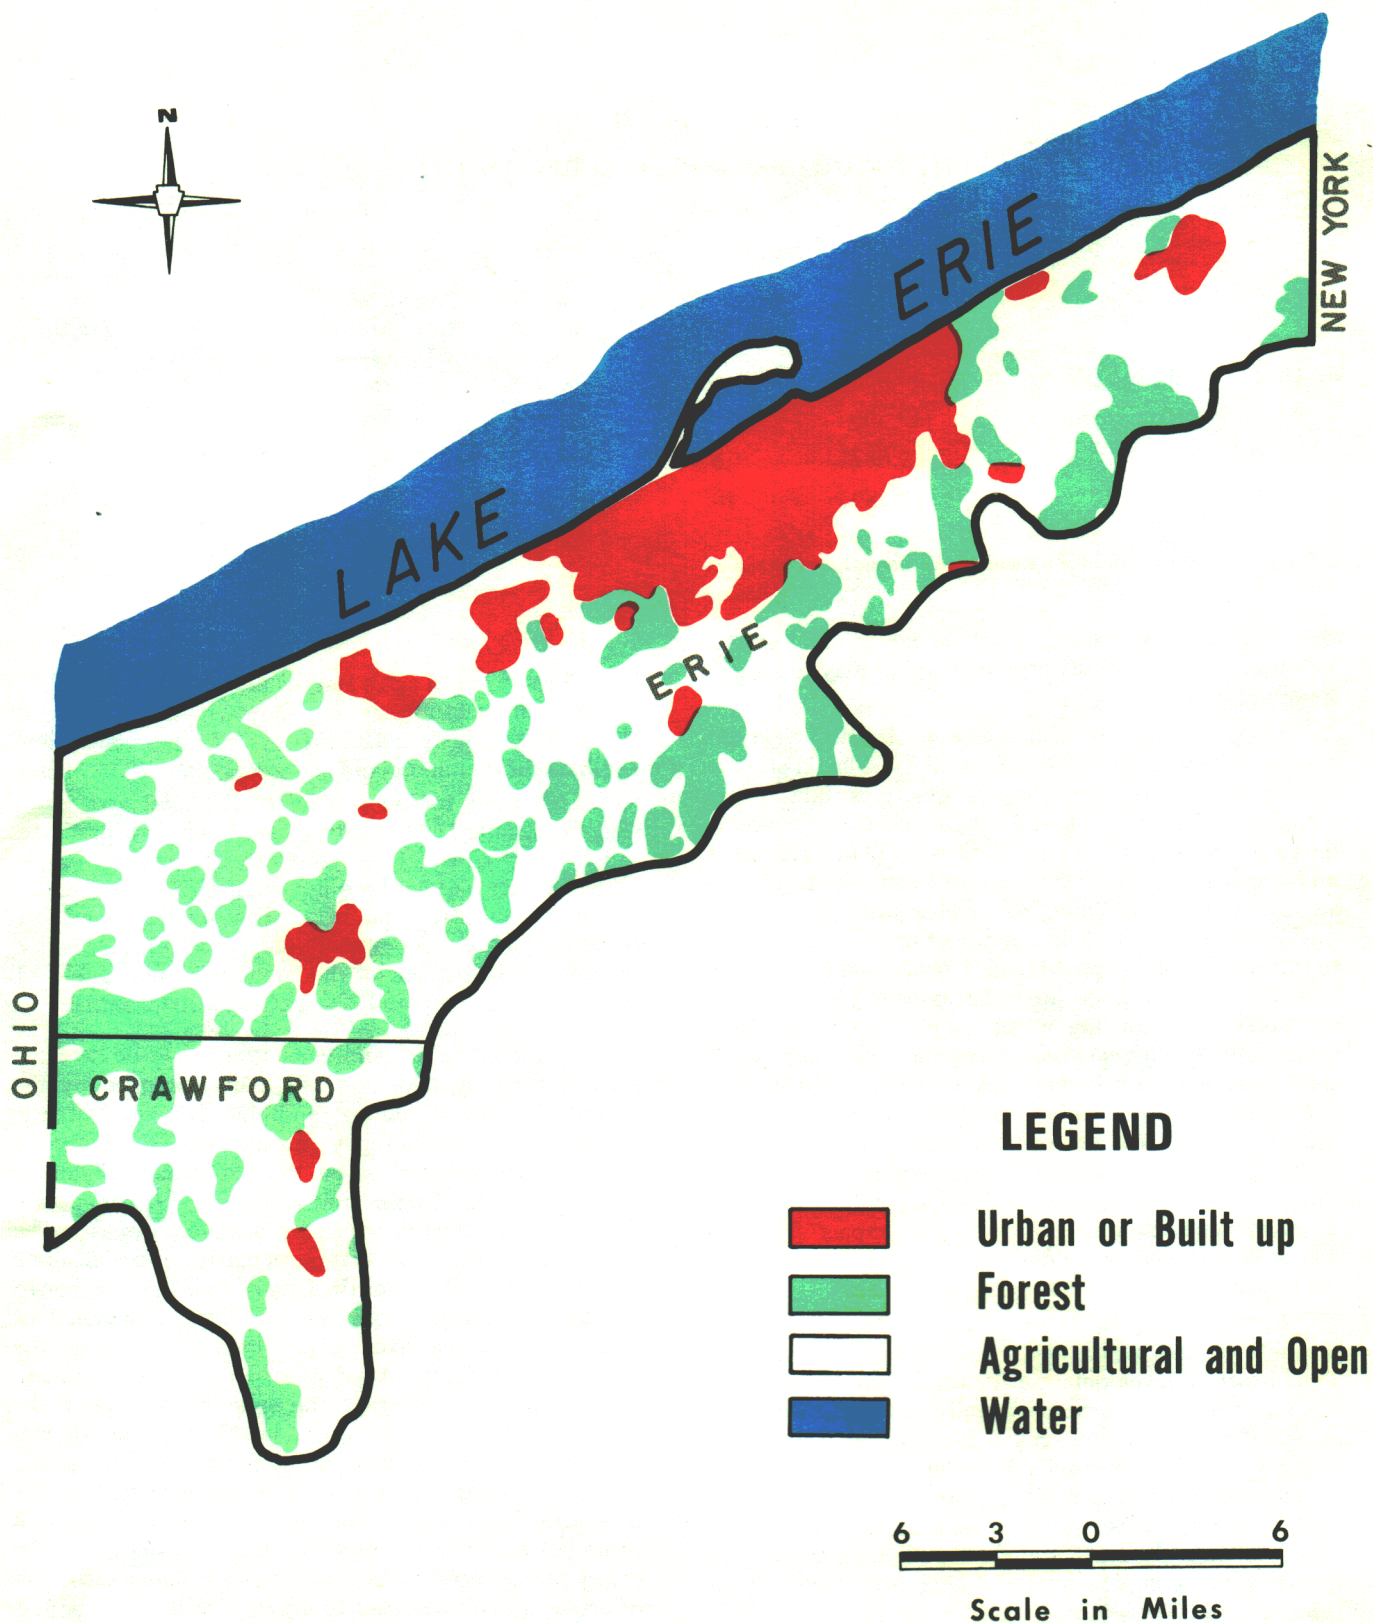 N
NEW YORK
LAKE ERIE
ERIE
OHIO
CRAWFORD
LEGEND
Urban or Built up
Forest
Agricultural and Open
Water
6 3 0 6
Scale in Miles